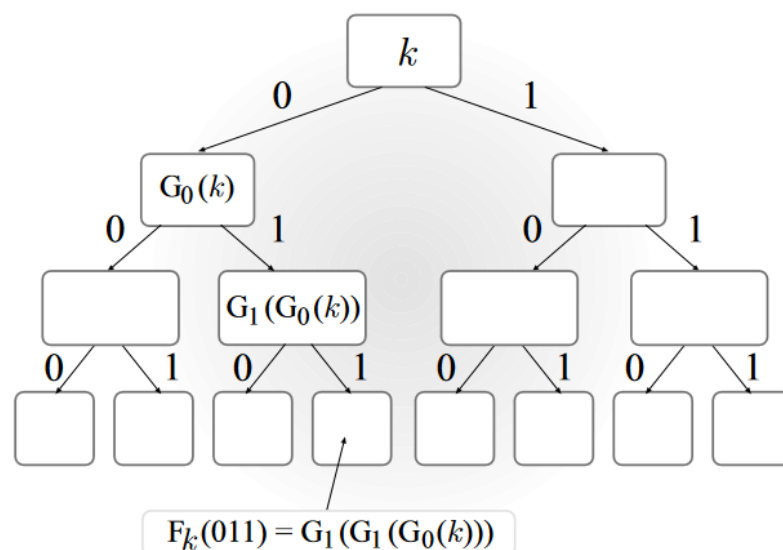 k
0 1
G₀(k)
0 1 0 1
G₁(G₀(k))
0 1 0 1 0 1 0 1
Fₖ(011) = G₁(G₁(G₀(k)))